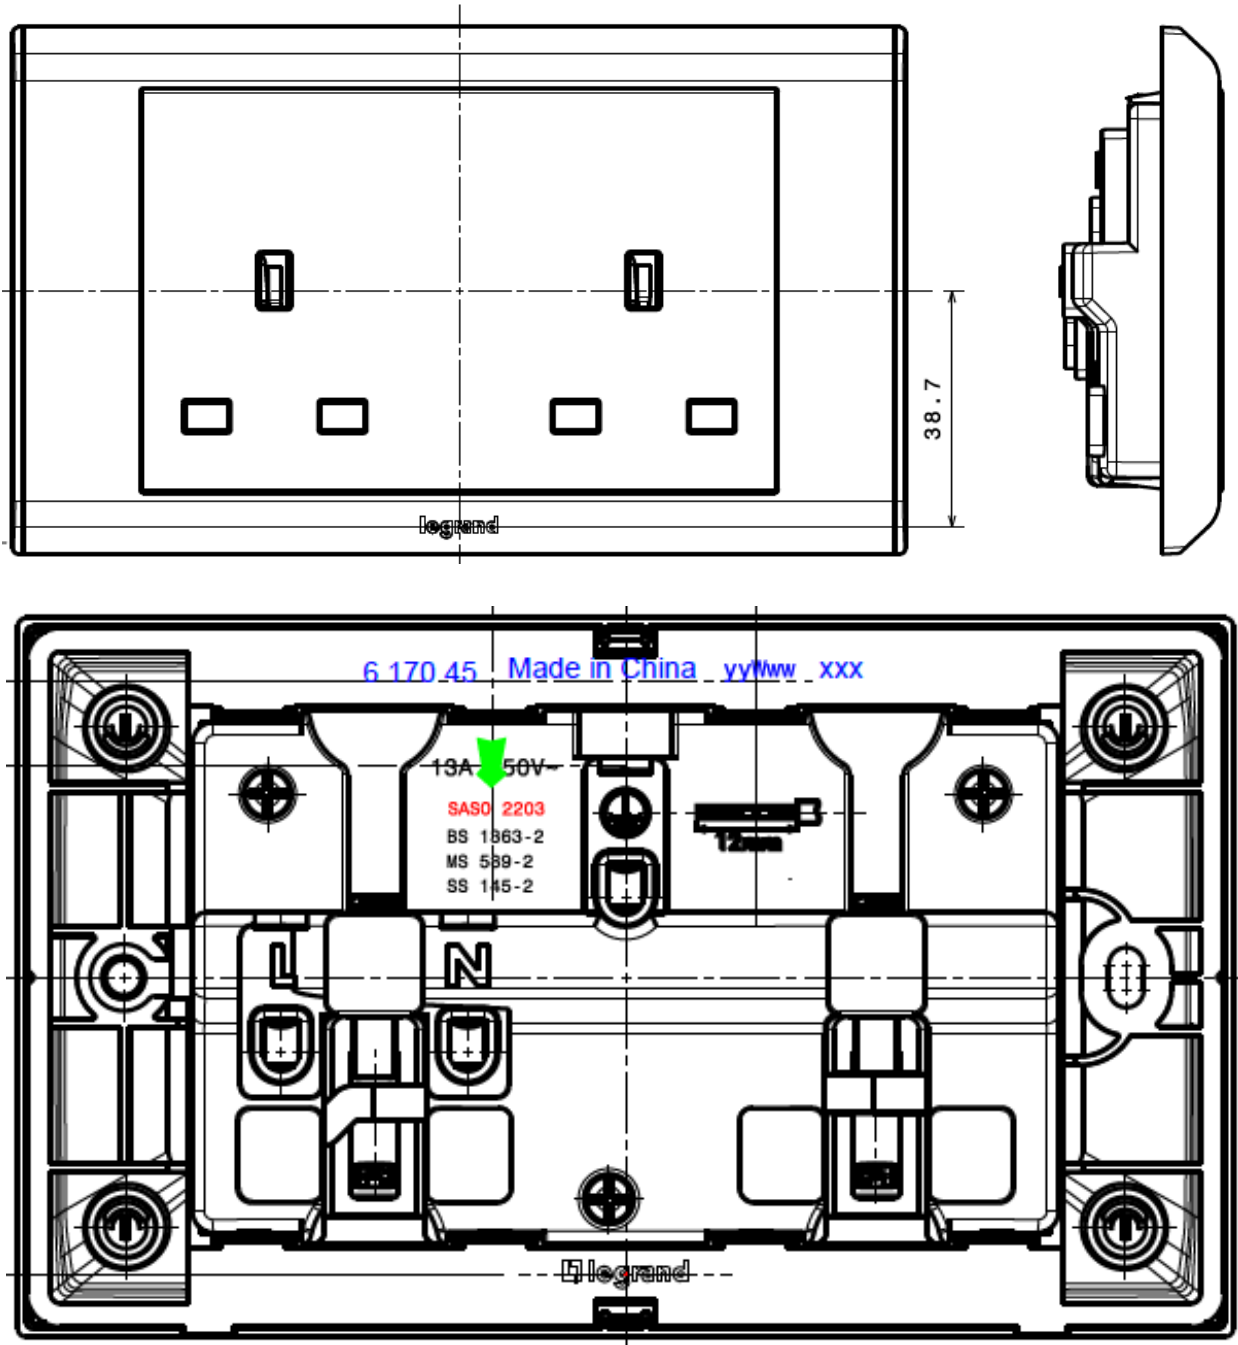 legrand
38.7
6 170 45 Made in China yyWww xxx
13A 50V~
SASO 2203
BS 1363-2
MS 589-2
SS 145-2
12mm
L N
legrand